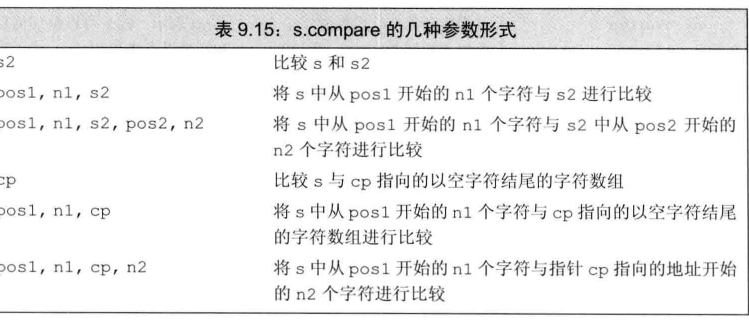 表 9.15：s.compare 的几种参数形式
s2 比较 s 和 s2
pos1, n1, s2 将 s 中从 pos1 开始的 n1 个字符与 s2 进行比较
pos1, n1, s2, pos2, n2 将 s 中从 pos1 开始的 n1 个字符与 s2 中从 pos2 开始的
n2 个字符进行比较
cp 比较 s 与 cp 指向的以空字符结尾的字符数组
pos1, n1, cp 将 s 中从 pos1 开始的 n1 个字符与 cp 指向的以空字符结尾
的字符数组进行比较
pos1, n1, cp, n2 将 s 中从 pos1 开始的 n1 个字符与指针 cp 指向的地址开始
的 n2 个字符进行比较